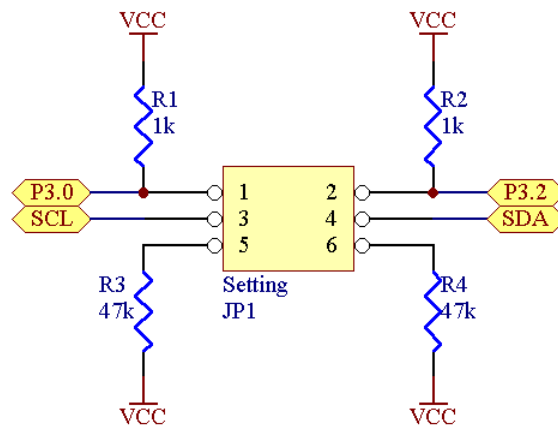 VCC VCC
R1 R2
1k 1k
P3.0 1 2 P3.2
SCL 3 4 SDA
5 6
R3 Setting R4
47k JP1 47k
VCC VCC